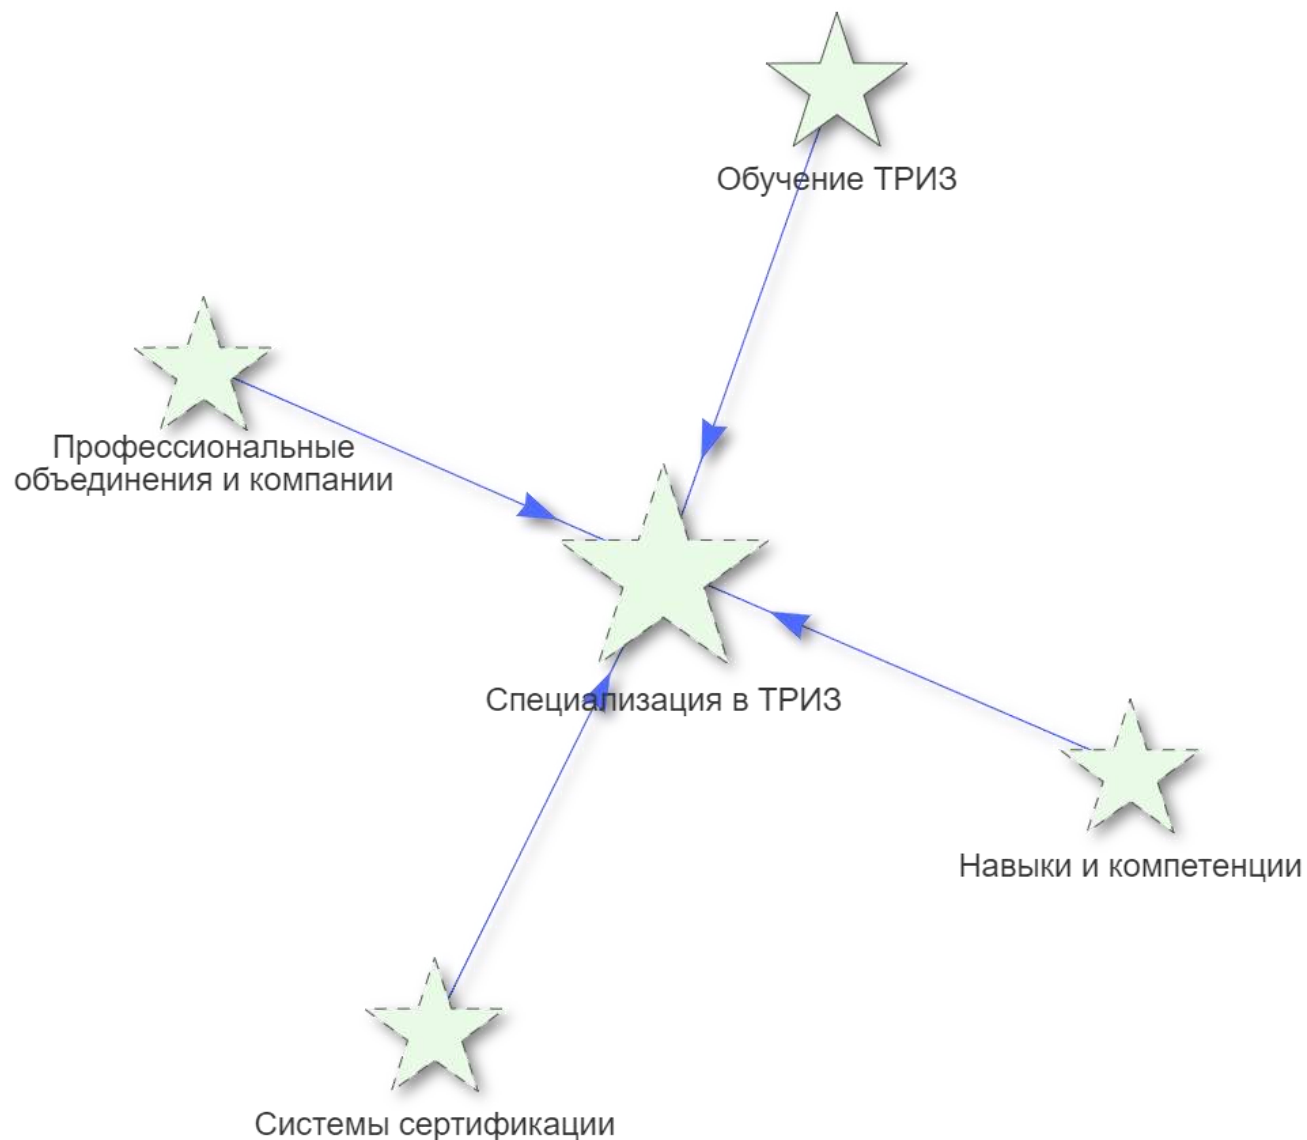 Обучение ТРИЗ
Профессиональные
объединения и компании
Специализация в ТРИЗ
Навыки и компетенции
Системы сертификации